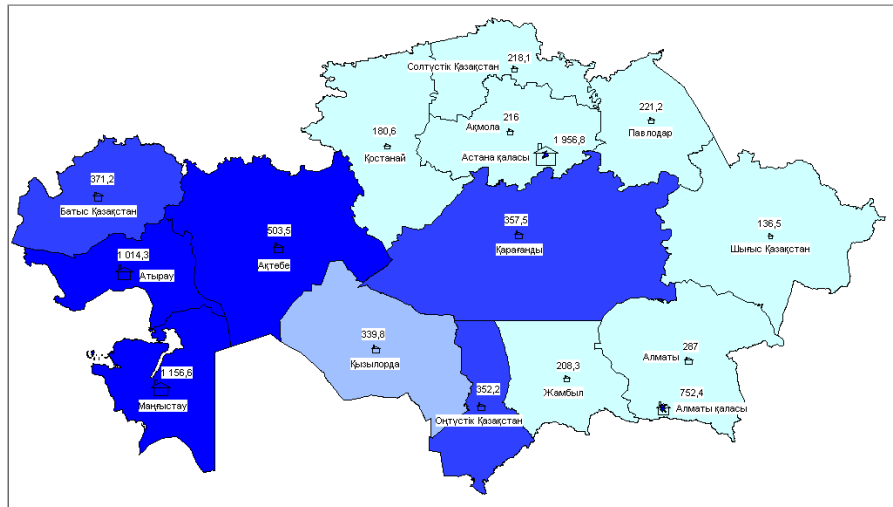 218,1
Солтүстік Қазақстан
216
Ақмола
221,2
Павлодар
180,6
Қостанай
1 956,8
Астана қаласы
371,2
Батыс Қазақстан
503,5
Ақтөбе
357,5
Қарағанды
136,5
Шығыс Қазақстан
1 014,3
Атырау
339,8
Қызылорда
287
Алматы
1 156,6
Маңғыстау
352,2
Оңтүстік Қазақстан
208,3
Жамбыл
752,4
Алматы қаласы